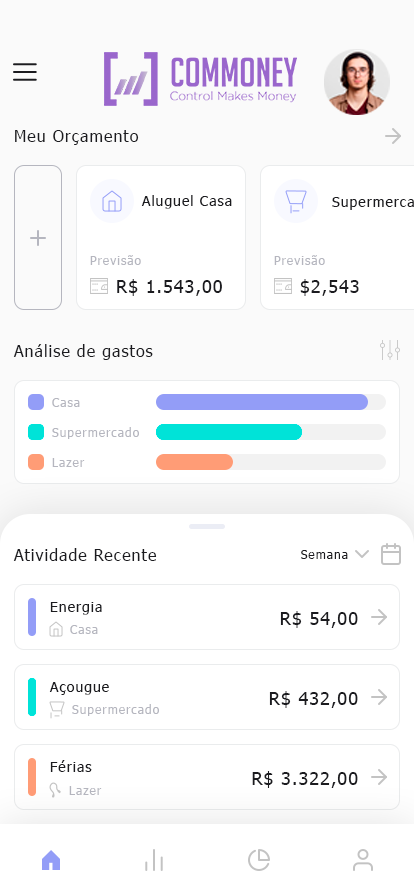 COMMONEY
Control Makes Money
Meu Orçamento
Aluguel Casa
Supermerca
Previsão
Previsão
R$ 1.543,00
$2,543
Análise de gastos
Casa
Supermercado
Lazer
Atividade Recente
Semana
Energia
Casa
R$ 54,00
Açougue
Supermercado
R$ 432,00
Férias
Lazer
R$ 3.322,00